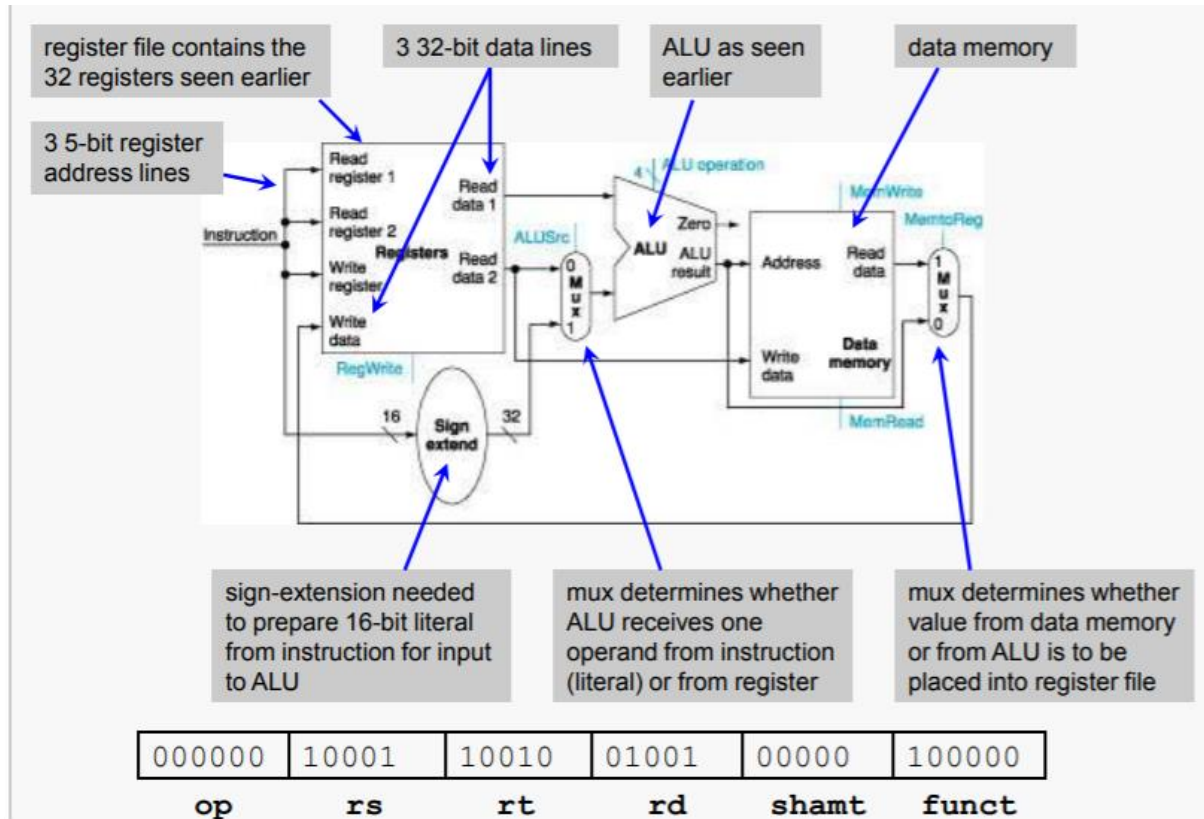 register file contains the
32 registers seen earlier
3 32-bit data lines
ALU as seen
earlier
data memory
3 5-bit register
address lines
Instruction
Read
register 1
Read
register 2
Write
register
Write
data
Registers
Read
data 1
Read
data 2
RegWrite
16
Sign
extend
32
ALUSrc
0
M
u
x
1
4
ALU operation
Zero
ALU
ALU
result
MemWrite
Address
Read
data
Write
data
Data
memory
MemRead
MemtoReg
1
M
u
x
0
sign-extension needed
to prepare 16-bit literal
from instruction for input
to ALU
mux determines whether
ALU receives one
operand from instruction
(literal) or from register
mux determines whether
value from data memory
or from ALU is to be
placed into register file
000000 10001 10010 01001 00000 100000
op rs rt rd shamt funct